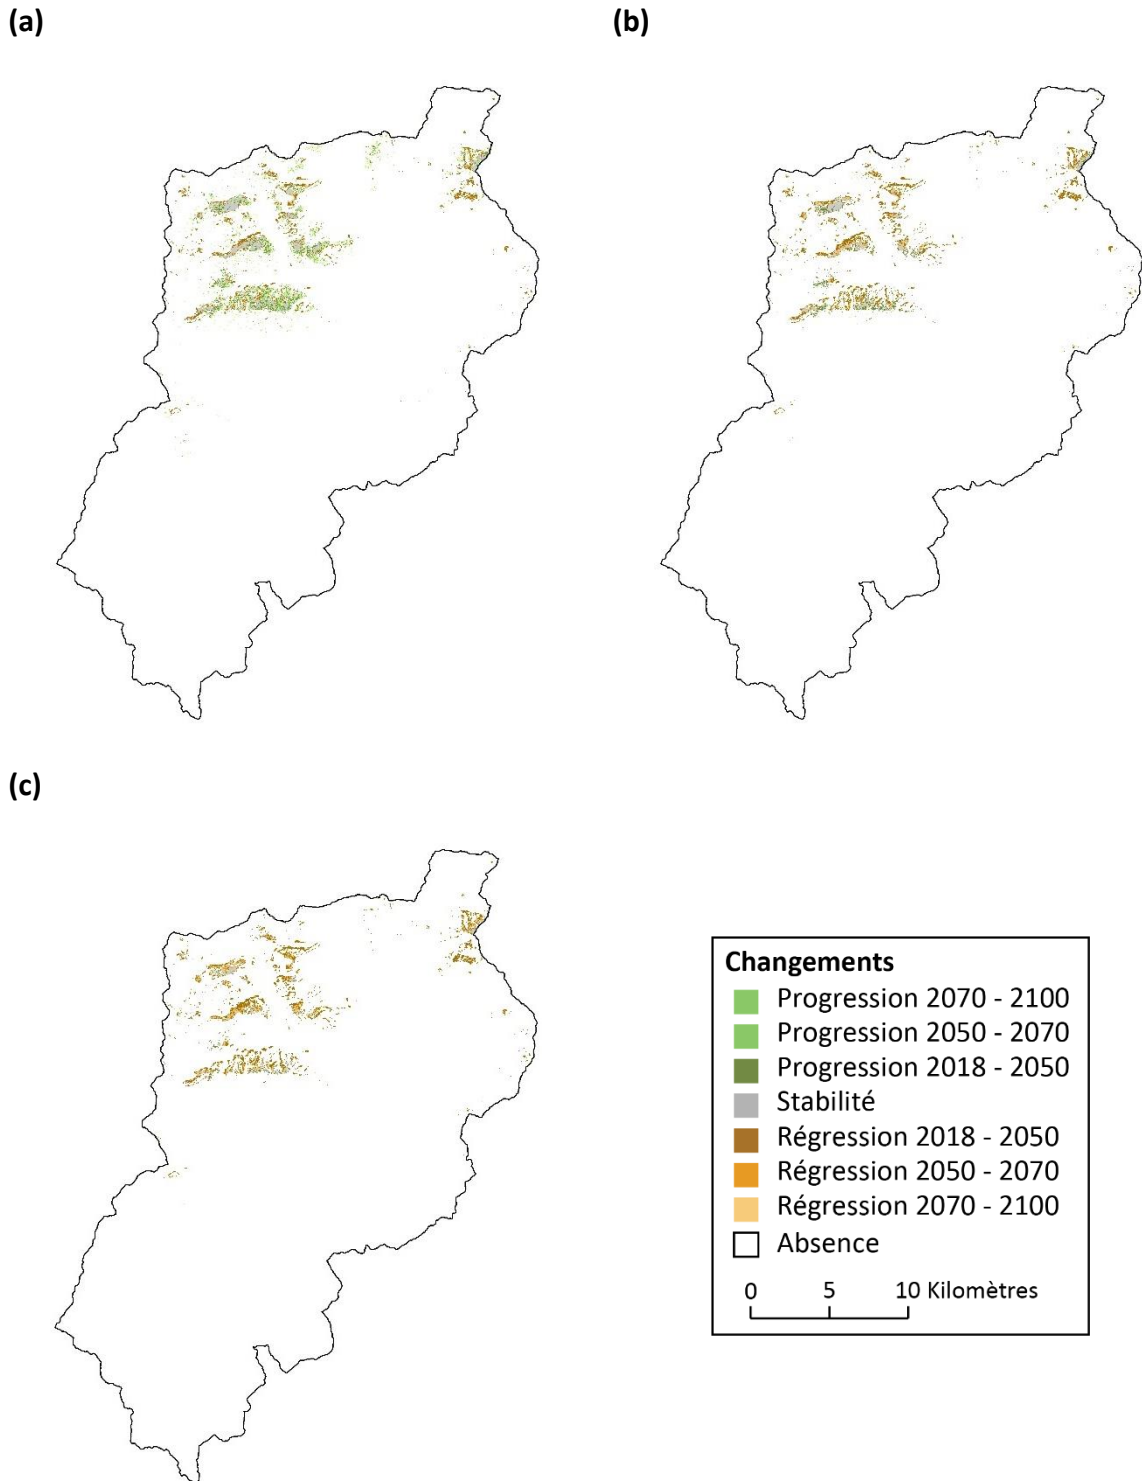 (a)
(b)
(c)
Changements
Progression 2070 - 2100
Progression 2050 - 2070
Progression 2018 - 2050
Stabilité
Régression 2018 - 2050
Régression 2050 - 2070
Régression 2070 - 2100
Absence
0 5 10 Kilomètres